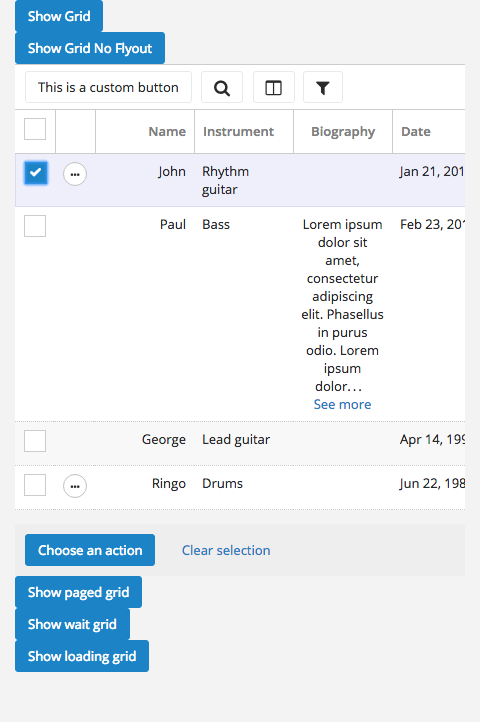 Show Grid
Show Grid No Flyout
This is a custom button
Name Instrument Biography Date
John Rhythm guitar Jan 21, 201
Paul Bass Lorem ipsum Feb 23, 201
dolor sit
amet,
consectetur
adipiscing
elit. Phasellus
in purus
odio. Lorem
ipsum
dolor...
See more
George Lead guitar Apr 14, 199
Ringo Drums Jun 22, 198
Choose an action Clear selection
Show paged grid
Show wait grid
Show loading grid